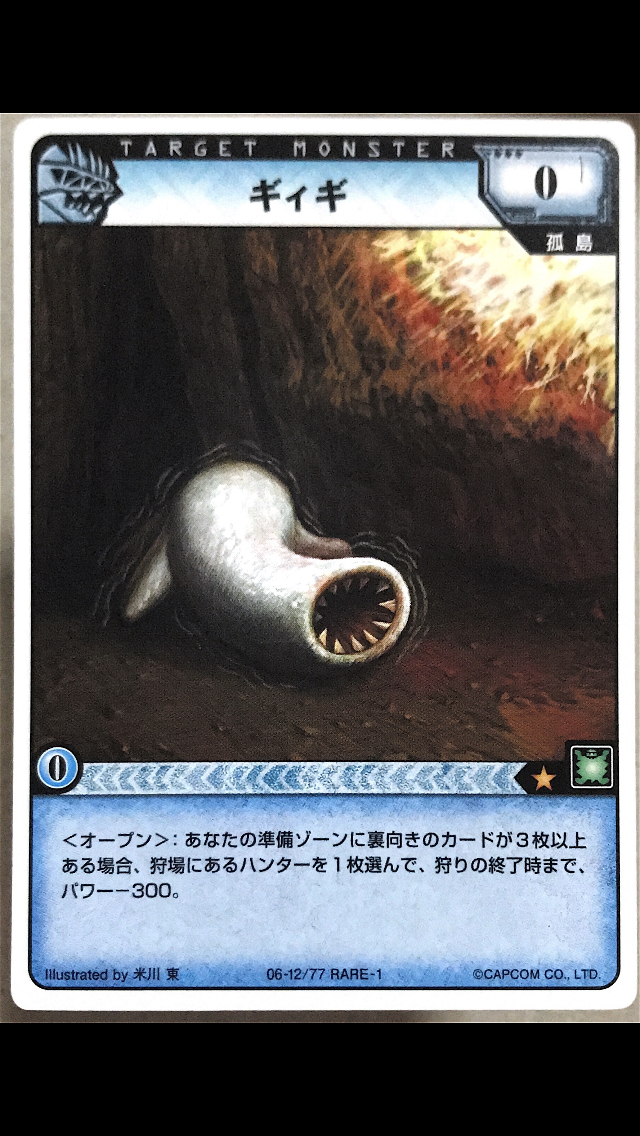 TARGET MONSTER
ギィギ
0
孤島
0
＜オープン＞：あなたの準備ゾーンに裏向きのカードが３枚以上
ある場合、狩場にあるハンターを１枚選んで、狩りの終了時まで、
パワー－300。
Illustrated by 米川 東 06-12/77 RARE-1 ©CAPCOM CO., LTD.